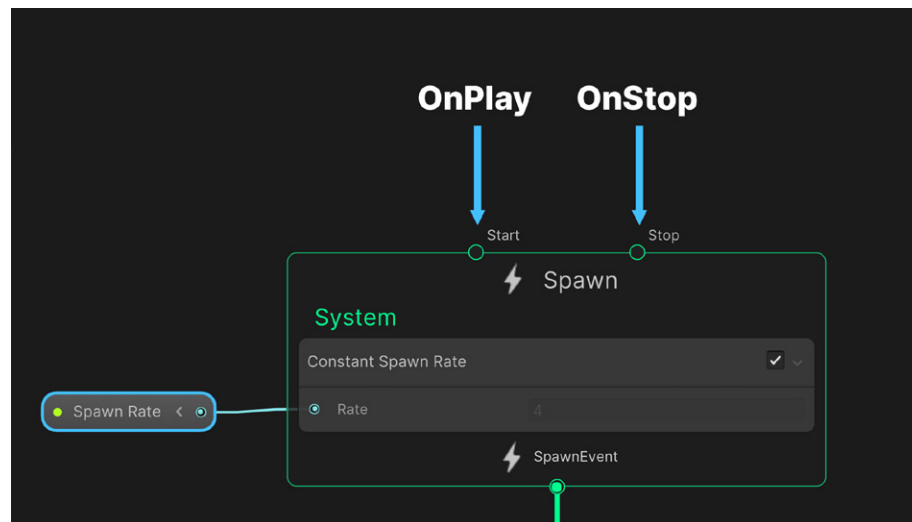 OnPlay OnStop
Start Stop
Spawn
System
Constant Spawn Rate
Spawn Rate
Rate 4
SpawnEvent